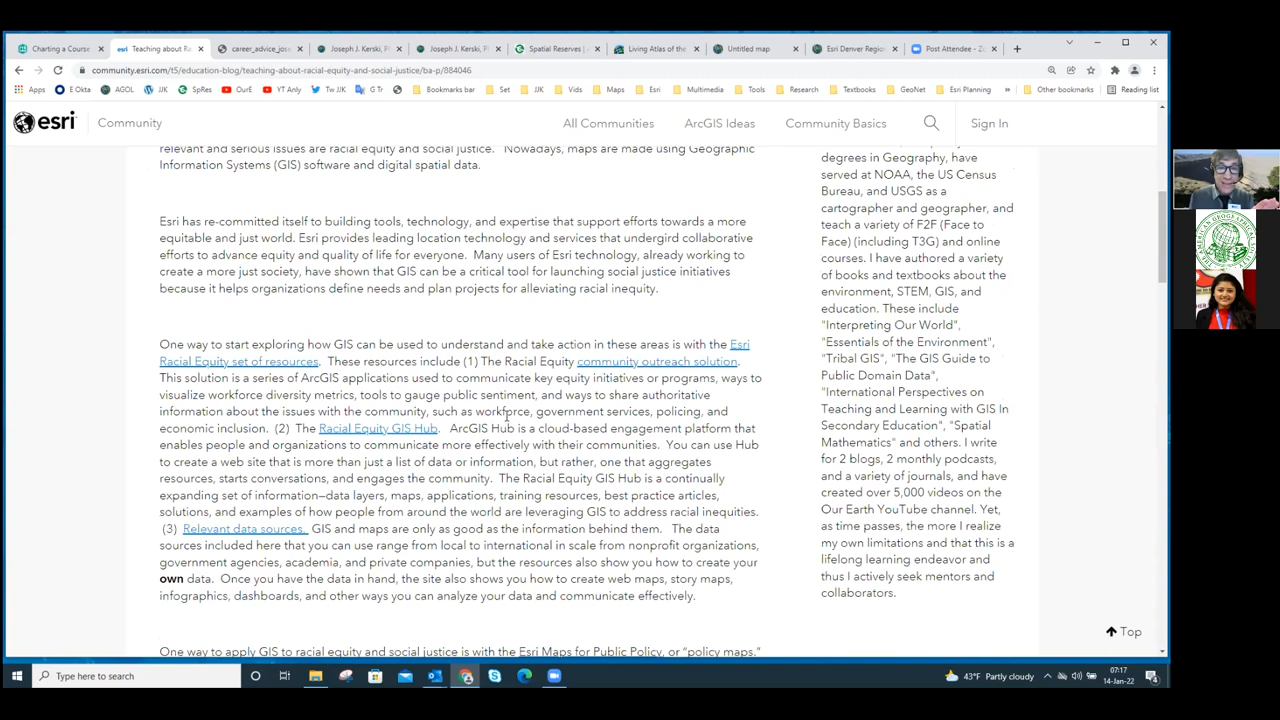 Charting a Course
Teaching about Ra
career_advice_jose
Joseph J. Kerski, Ph
Joseph J. Kerski, Ph
Spatial Reserves |
Living Atlas of the
Untitled map
Esri Denver Region
Post Attendee - Zo
community.esri.com/t5/education-blog/teaching-about-racial-equity-and-social-justice/ba-p/884046
Apps
E Okta
AGOL
JJK
SpRes
OurE
YT Anly
Tw JJK
G Tr
Bookmarks bar
Set
JJK
Vids
Maps
Esri
Multimedia
Tools
Research
Textbooks
GeoNet
Esri Planning
»
Other bookmarks
Reading list
esri
Community
All Communities
ArcGIS Ideas
Community Basics
Sign In
relevant and serious issues are racial equity and social justice. Nowadays, maps are made using Geographic
Information Systems (GIS) software and digital spatial data.
Esri has re-committed itself to building tools, technology, and expertise that support efforts towards a more
equitable and just world. Esri provides leading location technology and services that undergird collaborative
efforts to advance equity and quality of life for everyone. Many users of Esri technology, already working to
create a more just society, have shown that GIS can be a critical tool for launching social justice initiatives
because it helps organizations define needs and plan projects for alleviating racial inequity.
One way to start exploring how GIS can be used to understand and take action in these areas is with the Esri
Racial Equity set of resources. These resources include (1) The Racial Equity community outreach solution.
This solution is a series of ArcGIS applications used to communicate key equity initiatives or programs, ways to
visualize workforce diversity metrics, tools to gauge public sentiment, and ways to share authoritative
information about the issues with the community, such as workforce, government services, policing, and
economic inclusion. (2) The Racial Equity GIS Hub. ArcGIS Hub is a cloud-based engagement platform that
enables people and organizations to communicate more effectively with their communities. You can use Hub
to create a web site that is more than just a list of data or information, but rather, one that aggregates
resources, starts conversations, and engages the community. The Racial Equity GIS Hub is a continually
expanding set of information–data layers, maps, applications, training resources, best practice articles,
solutions, and examples of how people from around the world are leveraging GIS to address racial inequities.
(3) Relevant data sources. GIS and maps are only as good as the information behind them. The data
sources included here that you can use range from local to international in scale from nonprofit organizations,
government agencies, academia, and private companies, but the resources also show you how to create your
own data. Once you have the data in hand, the site also shows you how to create web maps, story maps,
infographics, dashboards, and other ways you can analyze your data and communicate effectively.
One way to apply GIS to racial equity and social justice is with the Esri Maps for Public Policy, or “policy maps.”
degrees in Geography, have
served at NOAA, the US Census
Bureau, and USGS as a
cartographer and geographer, and
teach a variety of F2F (Face to
Face) (including T3G) and online
courses. I have authored a variety
of books and textbooks about the
environment, STEM, GIS, and
education. These include
"Interpreting Our World",
"Essentials of the Environment",
"Tribal GIS", "The GIS Guide to
Public Domain Data",
"International Perspectives on
Teaching and Learning with GIS In
Secondary Education", "Spatial
Mathematics" and others. I write
for 2 blogs, 2 monthly podcasts,
and a variety of journals, and have
created over 5,000 videos on the
Our Earth YouTube channel. Yet,
as time passes, the more I realize
my own limitations and that this is a
lifelong learning endeavor and
thus I actively seek mentors and
collaborators.
Top
Type here to search
43°F Partly cloudy
07:17
14-Jan-22